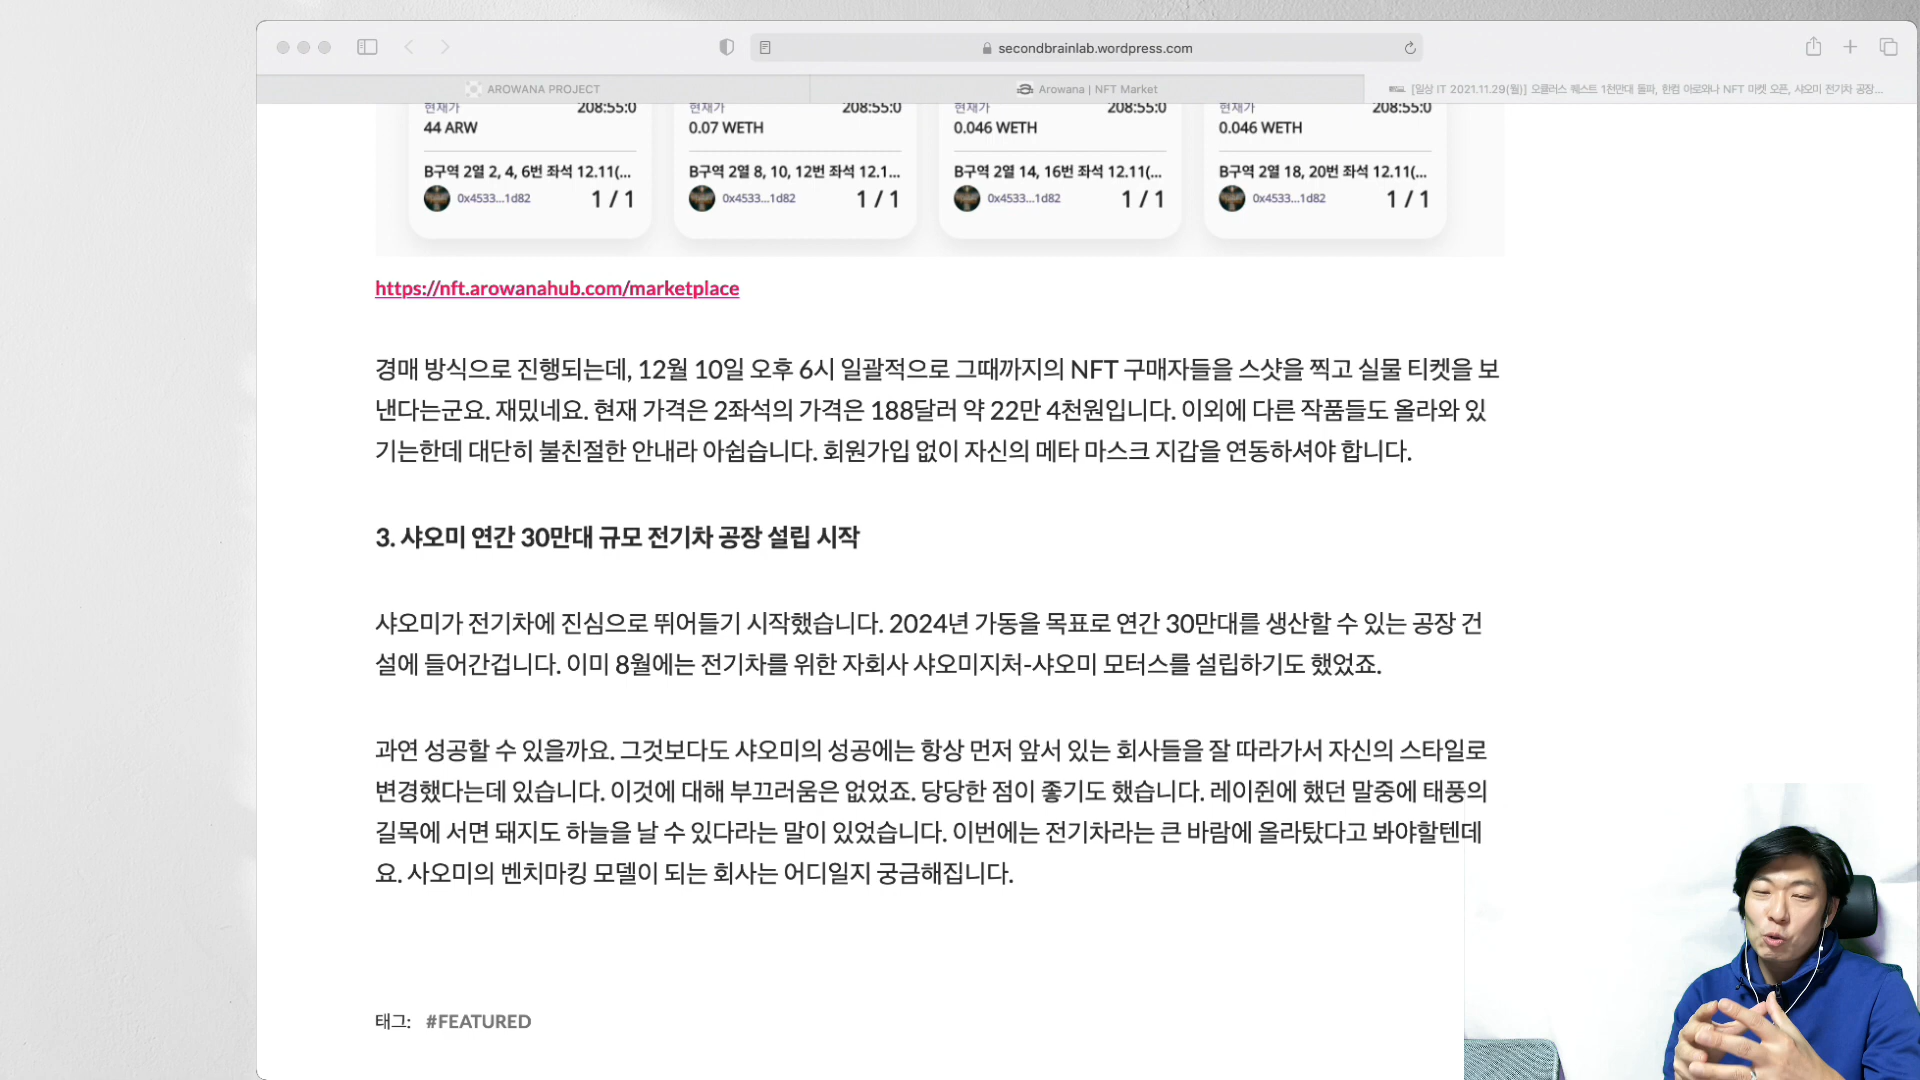 secondbrainlab.wordpress.com
AROWANA PROJECT
Arowana | NFT Market
[일상 IT 2021.11.29(월)] 오큘러스 퀘스트 1천만대 돌파, 한컴 아로와나 NFT 마켓 오픈, 샤오미 전기차 공장...
현재가 208:55:0 현재가 208:55:0 현재가 208:55:0 현재가 208:55:0
44 ARW 0.07 WETH 0.046 WETH 0.046 WETH
B구역 2열 2, 4, 6번 좌석 12.11(... B구역 2열 8, 10, 12번 좌석 12.1... B구역 2열 14, 16번 좌석 12.11(... B구역 2열 18, 20번 좌석 12.11(...
0x4533...1d82 1 / 1 0x4533...1d82 1 / 1 0x4533...1d82 1 / 1 0x4533...1d82 1 / 1
https://nft.arowanahub.com/marketplace
경매 방식으로 진행되는데, 12월 10일 오후 6시 일괄적으로 그때까지의 NFT 구매자들을 스샷을 찍고 실물 티켓을 보
낸다는군요. 재밌네요. 현재 가격은 2좌석의 가격은 188달러 약 22만 4천원입니다. 이외에 다른 작품들도 올라와 있
기는한데 대단히 불친절한 안내라 아쉽습니다. 회원가입 없이 자신의 메타 마스크 지갑을 연동하셔야 합니다.
3. 샤오미 연간 30만대 규모 전기차 공장 설립 시작
샤오미가 전기차에 진심으로 뛰어들기 시작했습니다. 2024년 가동을 목표로 연간 30만대를 생산할 수 있는 공장 건
설에 들어간겁니다. 이미 8월에는 전기차를 위한 자회사 샤오미지처-샤오미 모터스를 설립하기도 했었죠.
과연 성공할 수 있을까요. 그것보다도 샤오미의 성공에는 항상 먼저 앞서 있는 회사들을 잘 따라가서 자신의 스타일로
변경했다는데 있습니다. 이것에 대해 부끄러움은 없었죠. 당당한 점이 좋기도 했습니다. 레이쥔에 했던 말중에 태풍의
길목에 서면 돼지도 하늘을 날 수 있다라는 말이 있었습니다. 이번에는 전기차라는 큰 바람에 올라탔다고 봐야할텐데
요. 사오미의 벤치마킹 모델이 되는 회사는 어디일지 궁금해집니다.
태그: #FEATURED